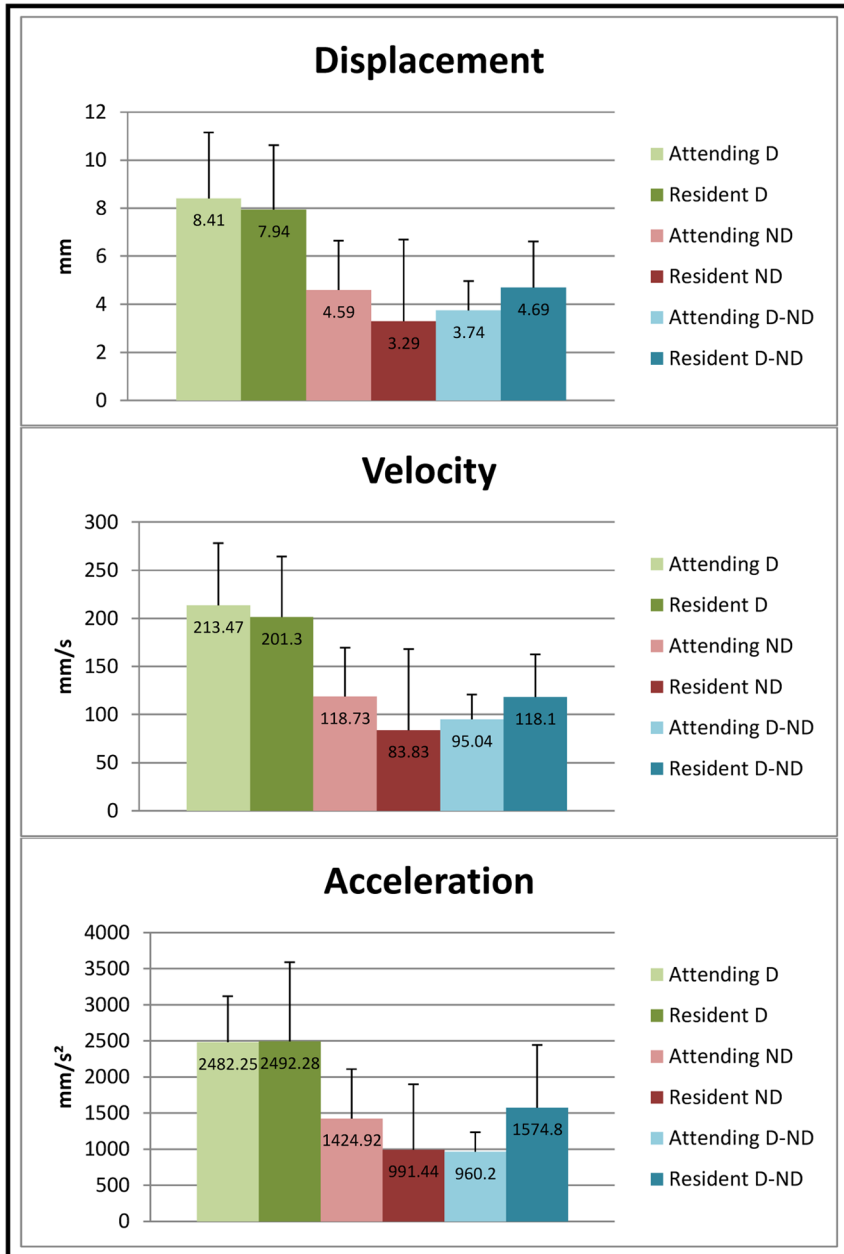 Displacement
12
10
8
6
4
2
0
mm
8.41
7.94
4.59
3.29
3.74
4.69
Attending D
Resident D
Attending ND
Resident ND
Attending D-ND
Resident D-ND
Velocity
300
250
200
150
100
50
0
mm/s
213.47
201.3
118.73
83.83
95.04
118.1
Attending D
Resident D
Attending ND
Resident ND
Attending D-ND
Resident D-ND
Acceleration
4000
3500
3000
2500
2000
1500
1000
500
0
mm/s²
2482.25
2492.28
1424.92
991.44
960.2
1574.8
Attending D
Resident D
Attending ND
Resident ND
Attending D-ND
Resident D-ND